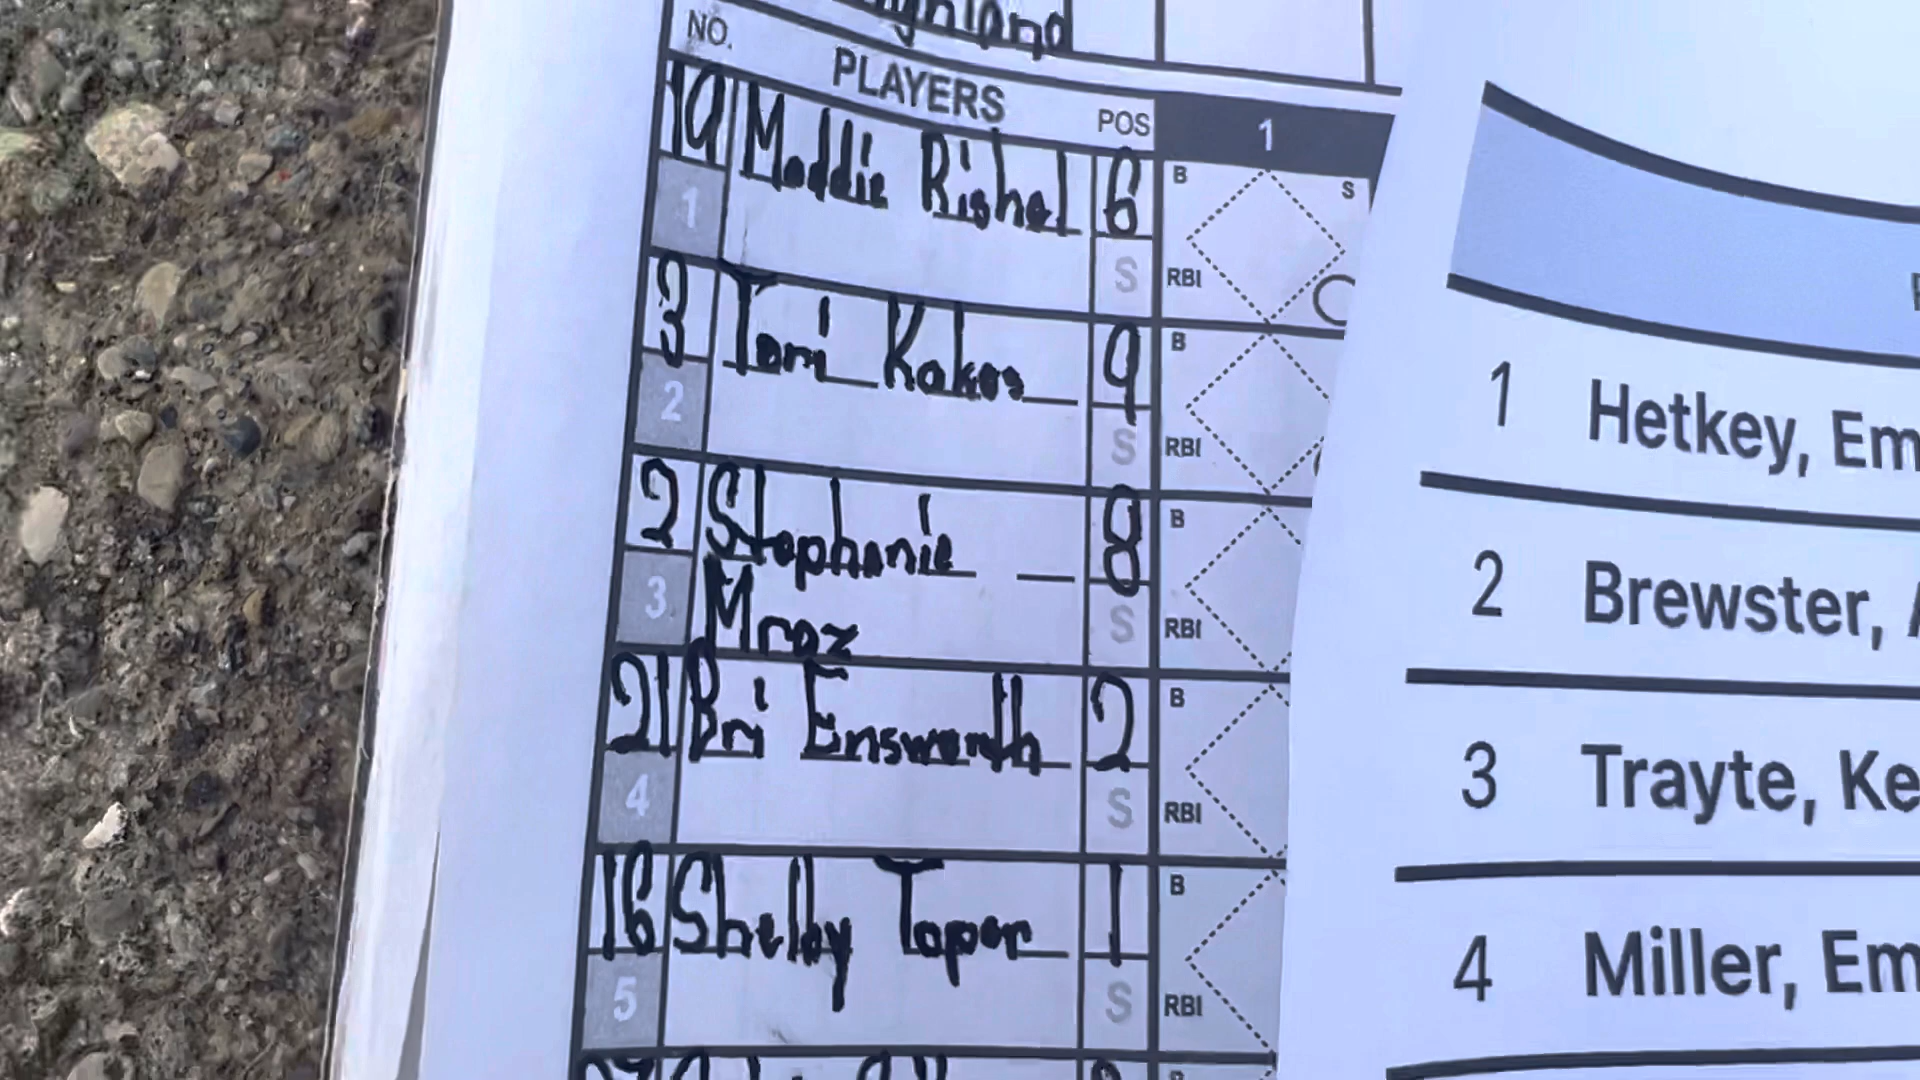 NO. PLAYERS POS 1
19 Maddie Rishel 6
1 S
B S
RBI
3 Tori Kakos 9
2 S
B
RBI
2 Stephanie 8
3 Mroz S
B
RBI
21 Bri Ensworth 2
4 S
B
RBI
16 Shelby Toper 1
5 S
B
RBI
1 Hetkey, Em
2 Brewster,
3 Trayte, Ke
4 Miller, Em